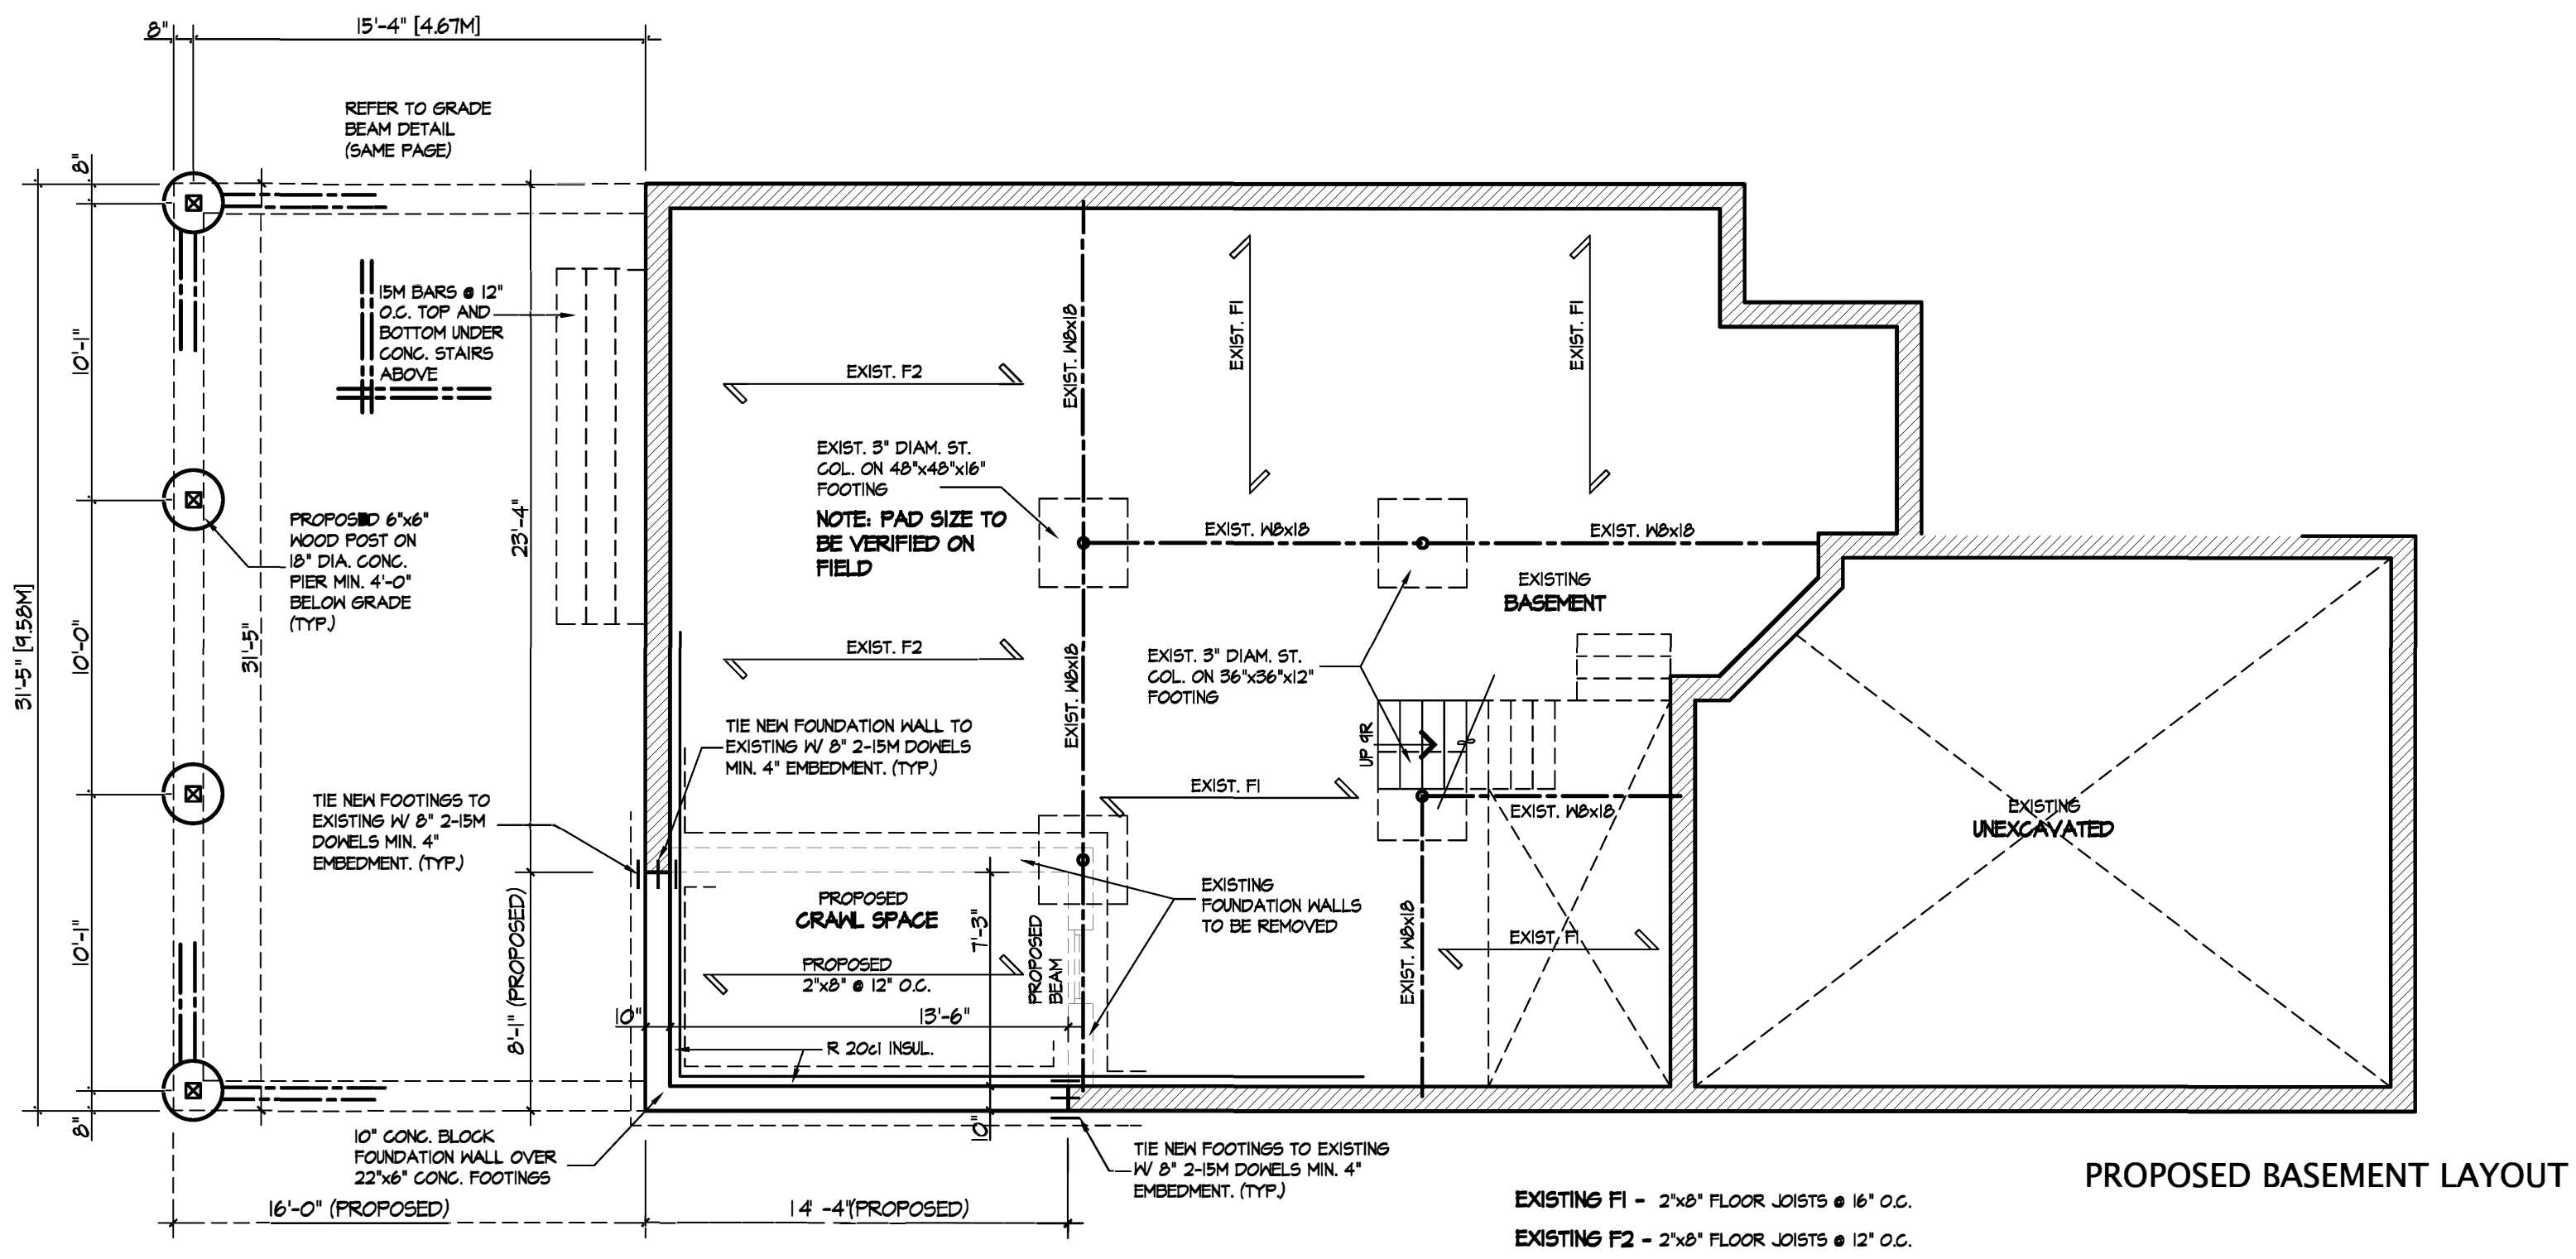 8"
15'-4" [4.67M]
REFER TO GRADE
BEAM DETAIL
(SAME PAGE)
8"
15M BARS @ 12"
O.C. TOP AND
BOTTOM UNDER
CONC. STAIRS
ABOVE
10'-1"
EXIST. F2
EXIST. W8x18
EXIST. F1
EXIST. F1
EXIST. 3" DIAM. ST.
COL. ON 48"x48"x16"
FOOTING
NOTE: PAD SIZE TO
BE VERIFIED ON
FIELD
PROPOSED 6"x6"
WOOD POST ON
18" DIA. CONC.
PIER MIN. 4'-0"
BELOW GRADE
(TYP.)
23'-4"
EXIST. W8x18
EXIST. W8x18
EXISTING
BASEMENT
31'-5" [9.58M]
10'-0"
31'-5"
EXIST. F2
EXIST. W8x18
EXIST. 3" DIAM. ST.
COL. ON 36"x36"x12"
FOOTING
TIE NEW FOUNDATION WALL TO
EXISTING W/ 8" 2-15M DOWELS
MIN. 4" EMBEDMENT. (TYP.)
UP 9R
EXIST. F1
EXIST. W8x18
EXISTING
UNEXCAVATED
TIE NEW FOOTINGS TO
EXISTING W/ 8" 2-15M
DOWELS MIN. 4"
EMBEDMENT. (TYP.)
10'-1"
8'-1" (PROPOSED)
PROPOSED
CRAWL SPACE
7'-3"
PROPOSED
BEAM
EXISTING
FOUNDATION WALLS
TO BE REMOVED
EXIST. W8x18
EXIST. F1
PROPOSED
2"x8" @ 12" O.C.
10"
13'-6"
R 20ci INSUL.
8"
10"
10" CONC. BLOCK
FOUNDATION WALL OVER
22"x6" CONC. FOOTINGS
TIE NEW FOOTINGS TO EXISTING
W/ 8" 2-15M DOWELS MIN. 4"
EMBEDMENT. (TYP.)
16'-0" (PROPOSED)
14' -4"(PROPOSED)
PROPOSED BASEMENT LAYOUT
EXISTING F1 - 2"x8" FLOOR JOISTS @ 16" O.C.
EXISTING F2 - 2"x8" FLOOR JOISTS @ 12" O.C.